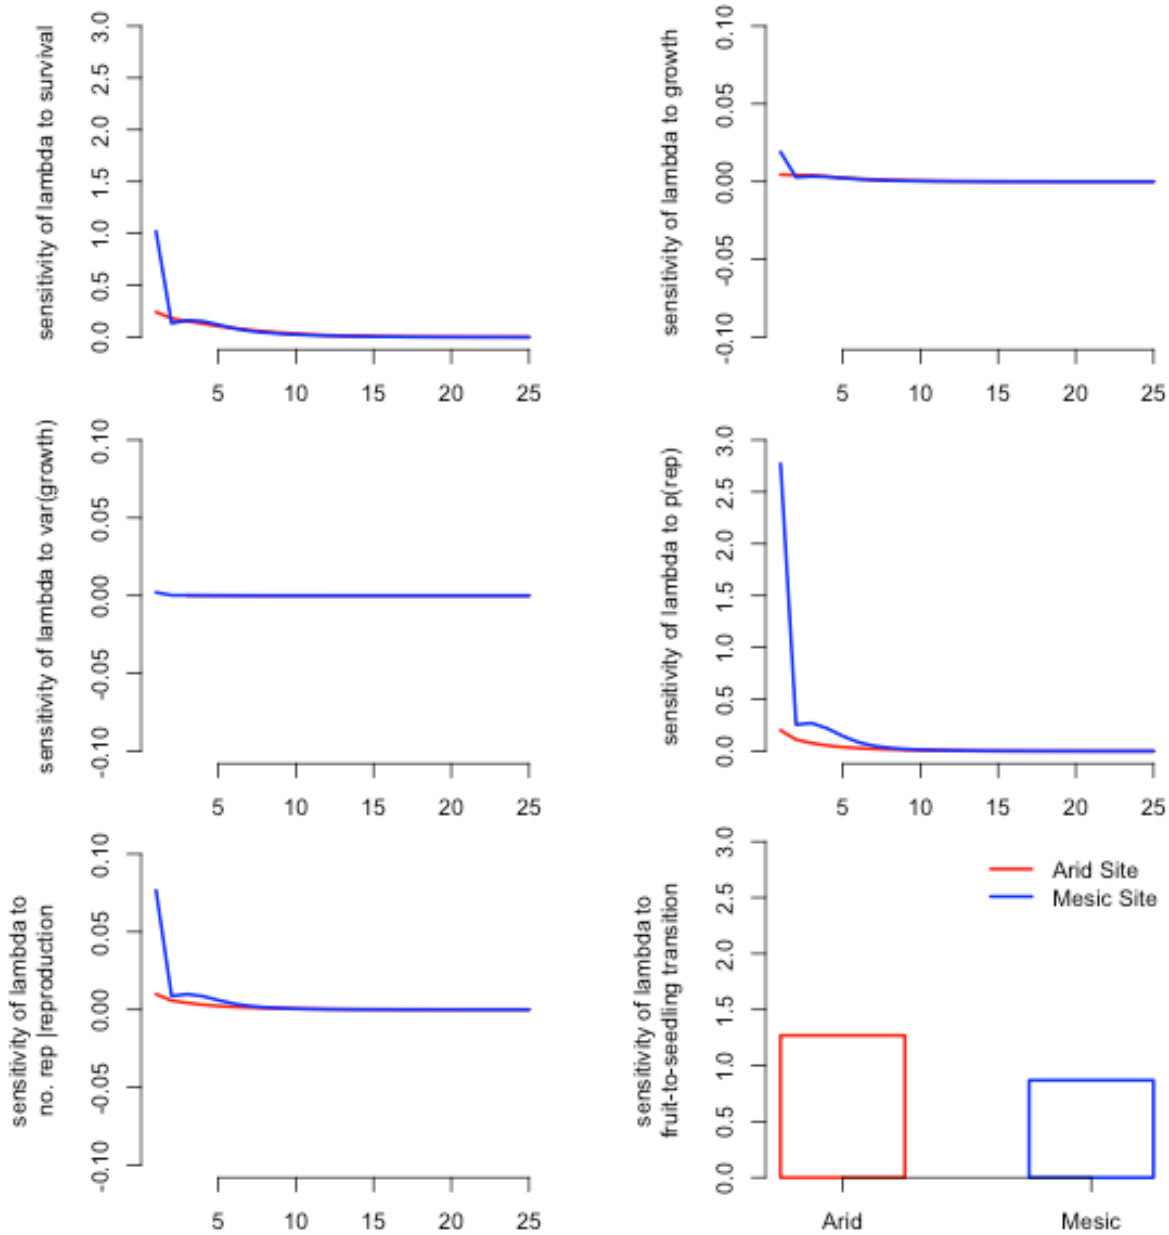 sensitivity of lambda to survival
3.0
2.5
2.0
1.5
1.0
0.5
0.0
5 10 15 20 25
sensitivity of lambda to growth
0.10
0.05
0.00
-0.05
-0.10
5 10 15 20 25
sensitivity of lambda to var(growth)
0.10
0.05
0.00
-0.05
-0.10
5 10 15 20 25
sensitivity of lambda to p(rep)
3.0
2.5
2.0
1.5
1.0
0.5
0.0
5 10 15 20 25
sensitivity of lambda to
no. rep |reproduction
0.10
0.05
0.00
-0.05
-0.10
5 10 15 20 25
sensitivity of lambda to
fruit-to-seedling transition
3.0
2.5
2.0
1.5
1.0
0.5
0.0
Arid Site
Mesic Site
Arid Mesic